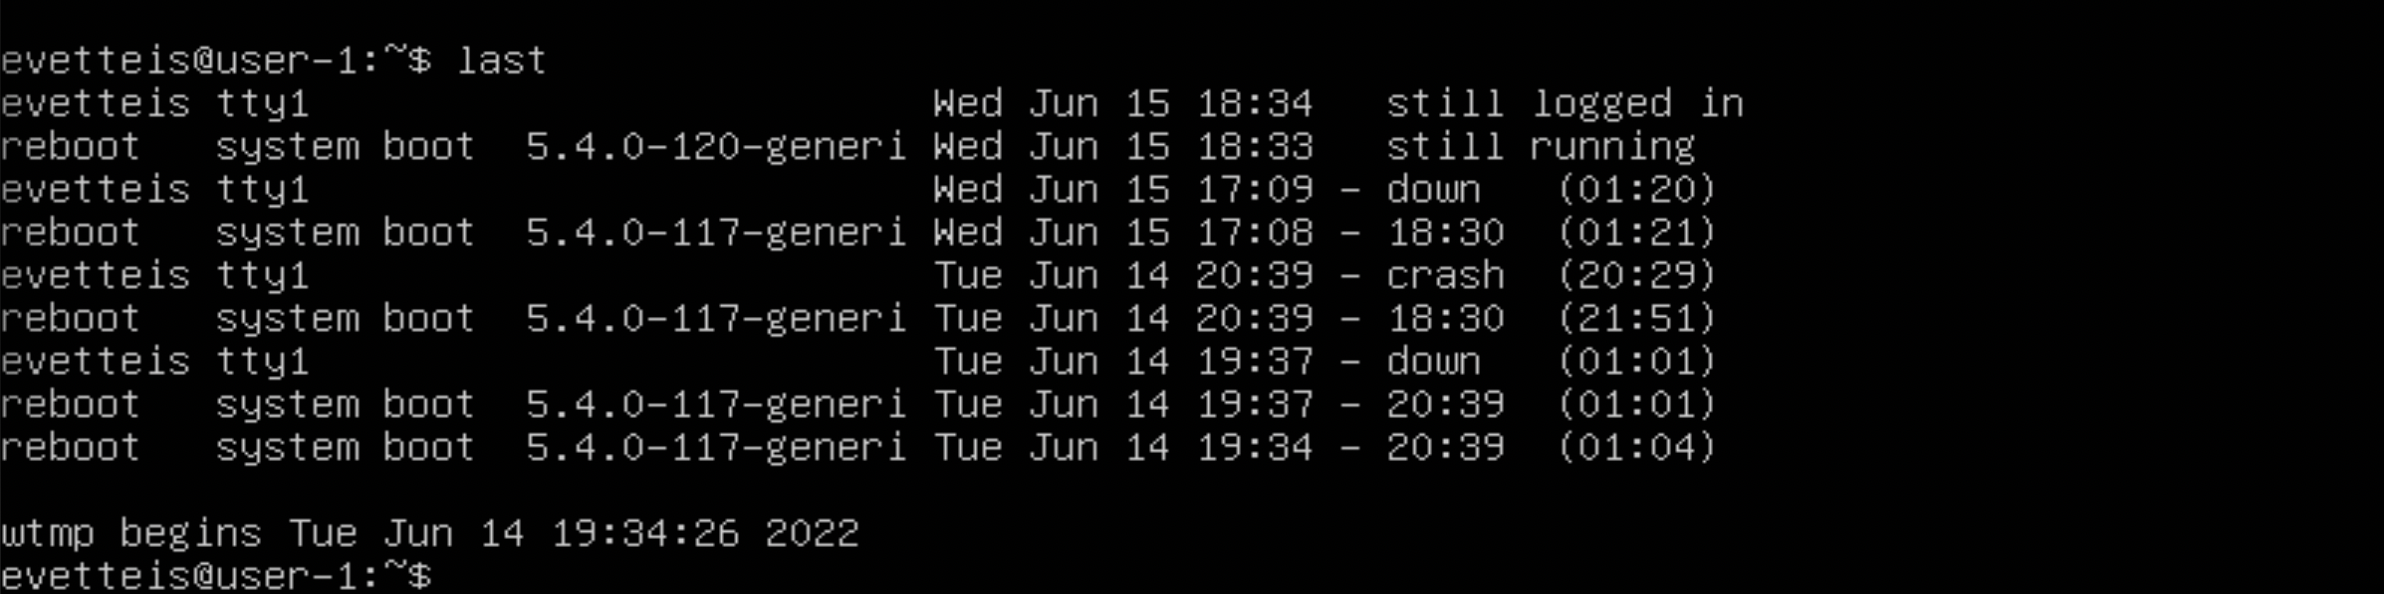 evetteis@user-1:~$ last
evetteis tty1                          Wed Jun 15 18:34   still logged in
reboot   system boot  5.4.0-120-generi Wed Jun 15 18:33   still running
evetteis tty1                          Wed Jun 15 17:09 - down   (01:20)
reboot   system boot  5.4.0-117-generi Wed Jun 15 17:08 - 18:30  (01:21)
evetteis tty1                          Tue Jun 14 20:39 - crash  (20:29)
reboot   system boot  5.4.0-117-generi Tue Jun 14 20:39 - 18:30  (21:51)
evetteis tty1                          Tue Jun 14 19:37 - down   (01:01)
reboot   system boot  5.4.0-117-generi Tue Jun 14 19:37 - 20:39  (01:01)
reboot   system boot  5.4.0-117-generi Tue Jun 14 19:34 - 20:39  (01:04)

wtmp begins Tue Jun 14 19:34:26 2022
evetteis@user-1:~$